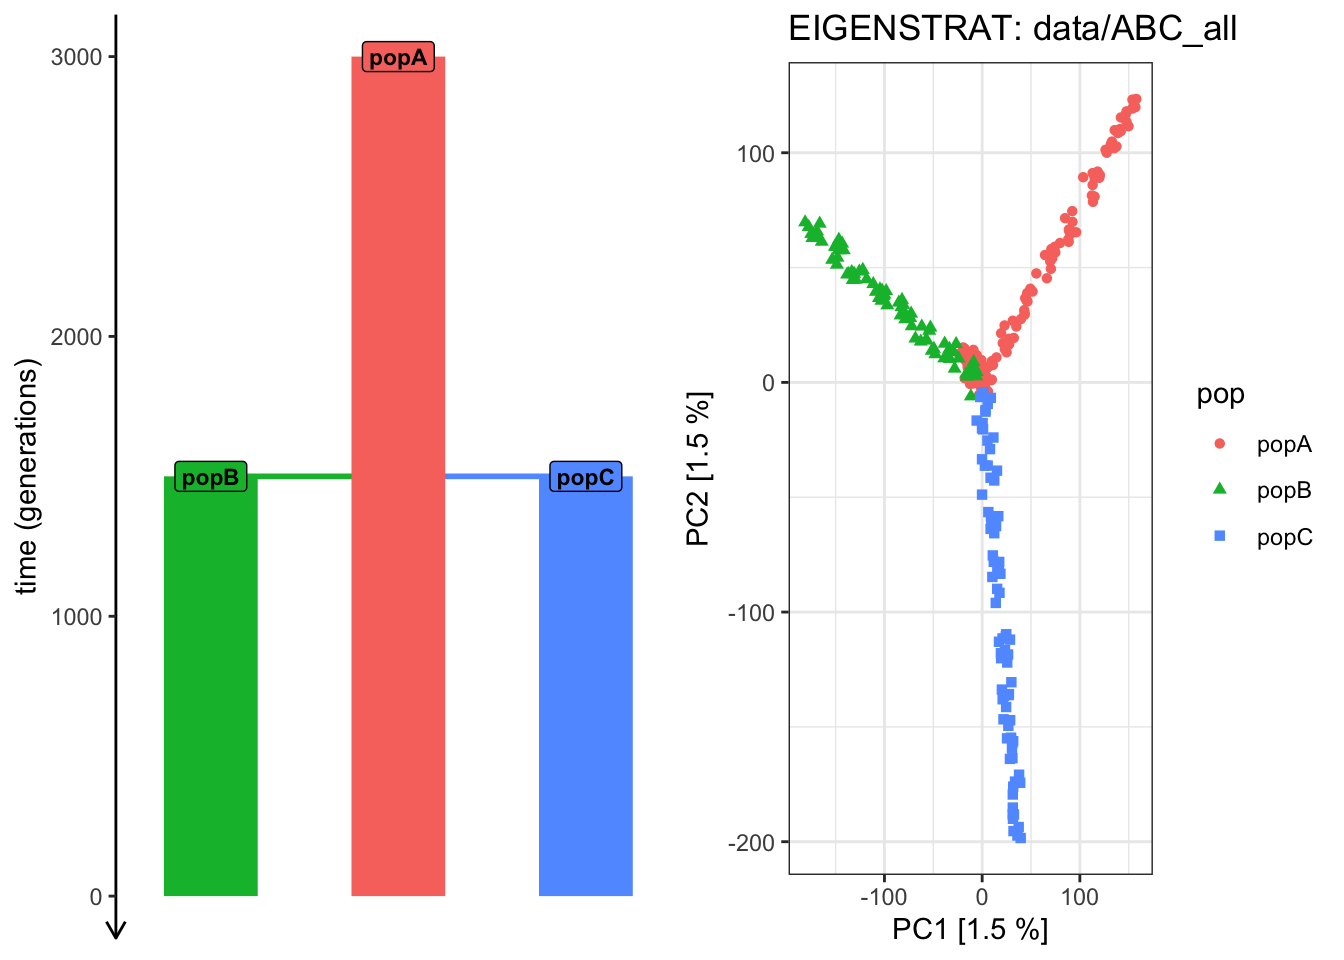 3000
2000
1000
0
time (generations)
popA
popB
popC
EIGENSTRAT: data/ABC_all
100
0
-100
-200
PC2 [1.5 %]
-100
0
100
PC1 [1.5 %]
pop
popA
popB
popC